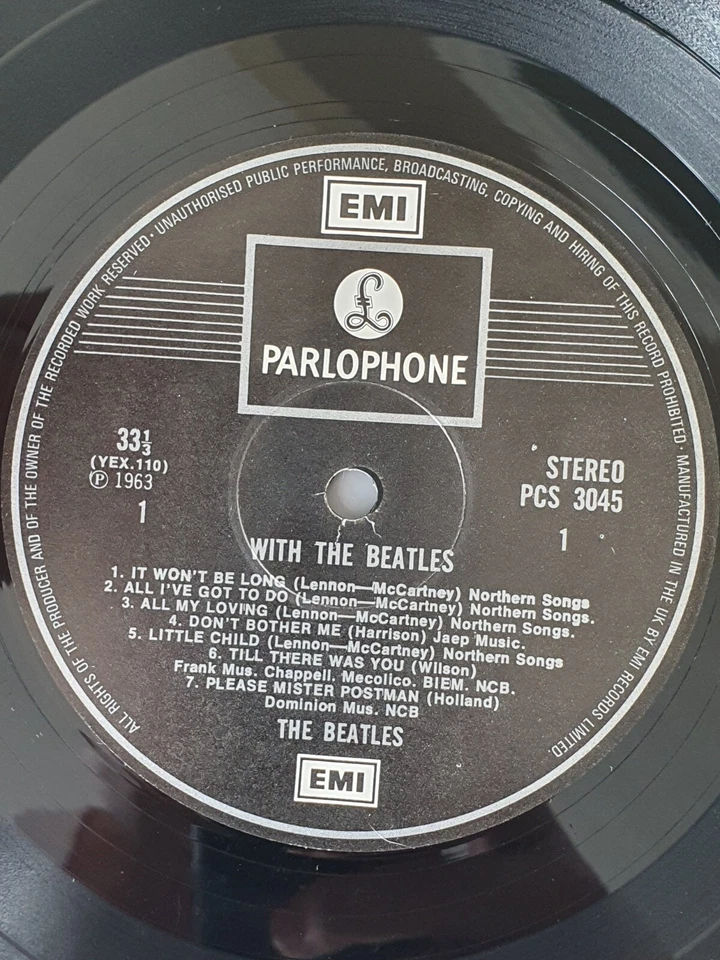 ALL RIGHTS OF THE PRODUCER AND OF THE OWNER OF THE RECORDED WORK RESERVED · UNAUTHORISED PUBLIC PERFORMANCE, BROADCASTING, COPYING AND HIRING OF THIS RECORD PROHIBITED · MANUFACTURED IN THE UK BY EMI RECORDS LIMITED.
EMI
£
PARLOPHONE
33⅓
(YEX.110)
℗ 1963
1
STEREO
PCS 3045
1
WITH THE BEATLES
1. IT WON'T BE LONG (Lennon—McCartney) Northern Songs
2. ALL I'VE GOT TO DO (Lennon—McCartney) Northern Songs.
3. ALL MY LOVING (Lennon—McCartney) Northern Songs.
4. DON'T BOTHER ME (Harrison) Jaep Music.
5. LITTLE CHILD (Lennon—McCartney) Northern Songs
6. TILL THERE WAS YOU (Wilson)
Frank Mus. Chappell. Mecolico. BIEM. NCB.
7. PLEASE MISTER POSTMAN (Holland)
Dominion Mus. NCB
THE BEATLES
EMI